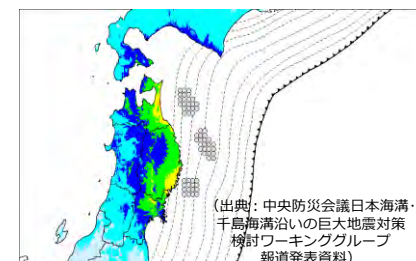 （出典：中央防災会議日本海溝・
千島海溝沿いの巨大地震対策
検討ワーキンググループ
報道発表資料）